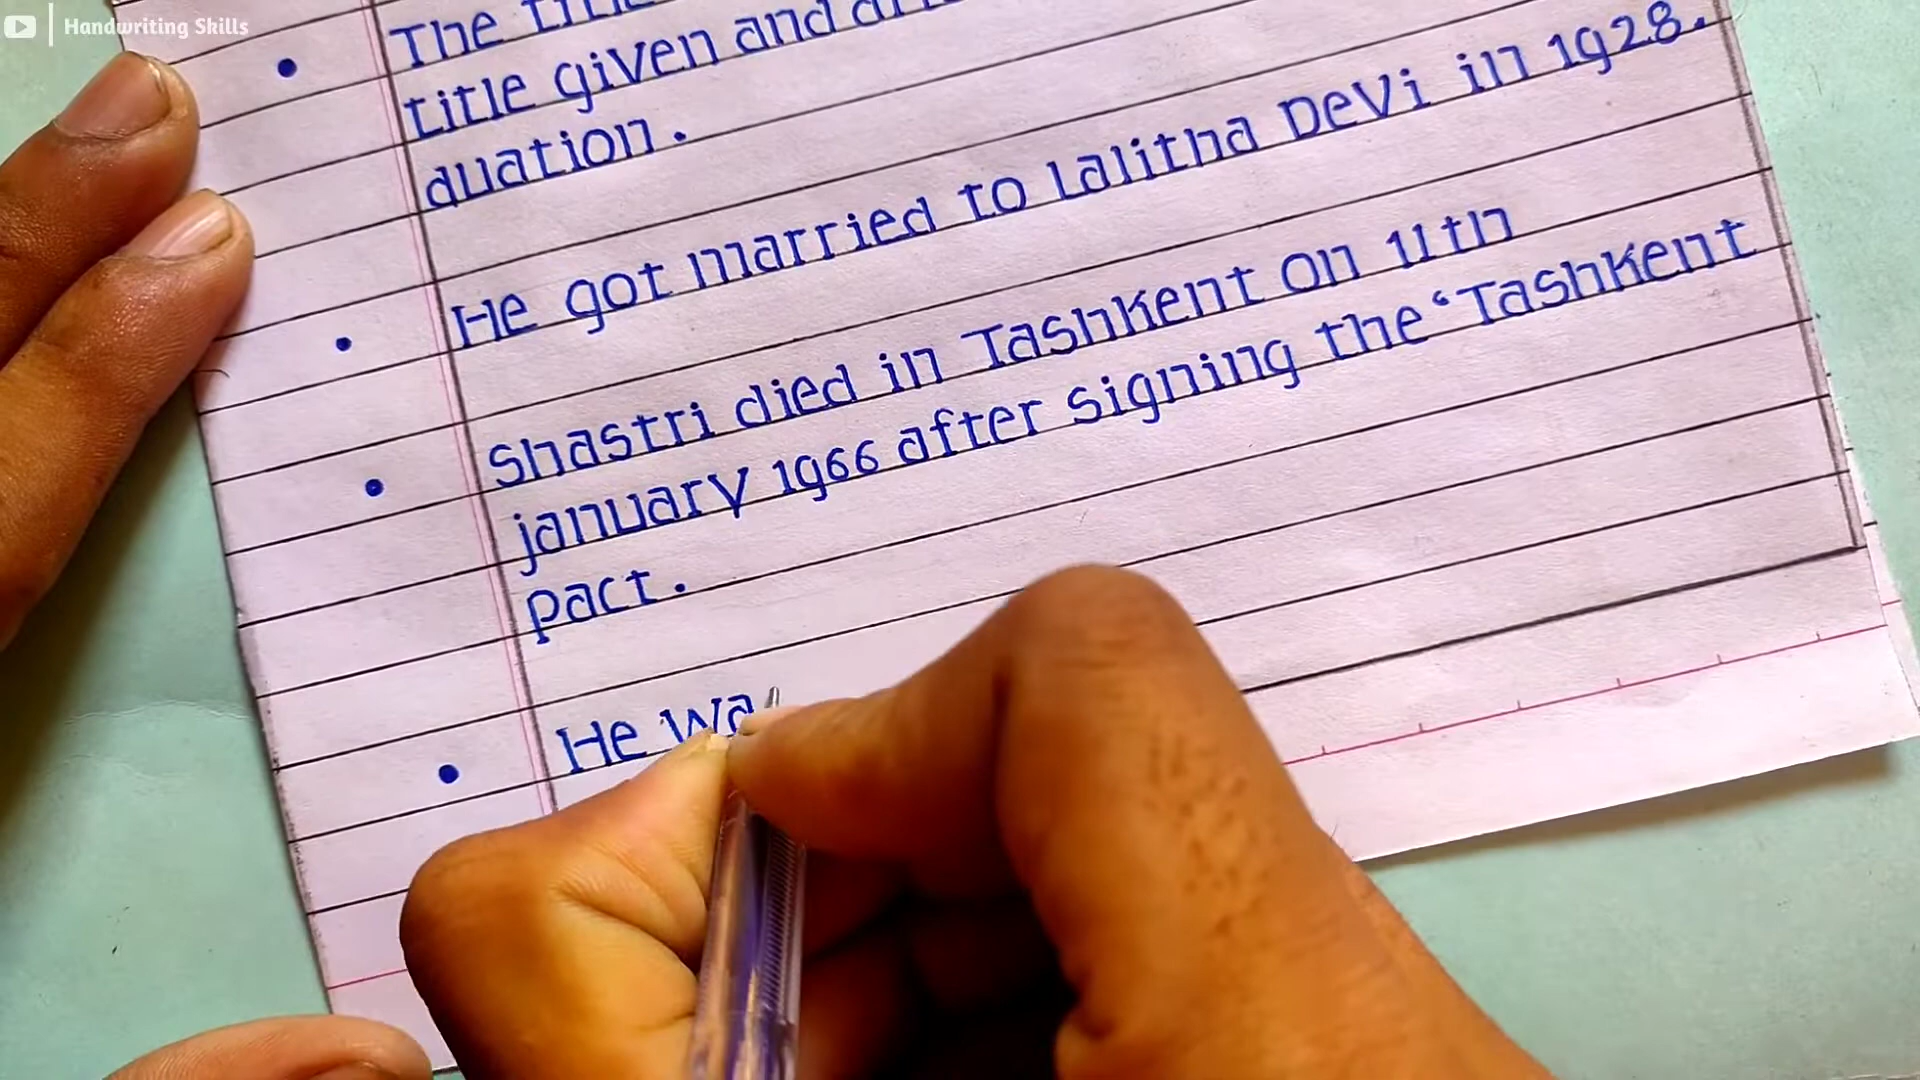 Handwriting Skills
The
title given and
duation.
He got married to Lalitha Devi in 1928.
Shastri died in Tashkent on 11th
january 1966 after signing the ‘Tashkent
pact.
He wa